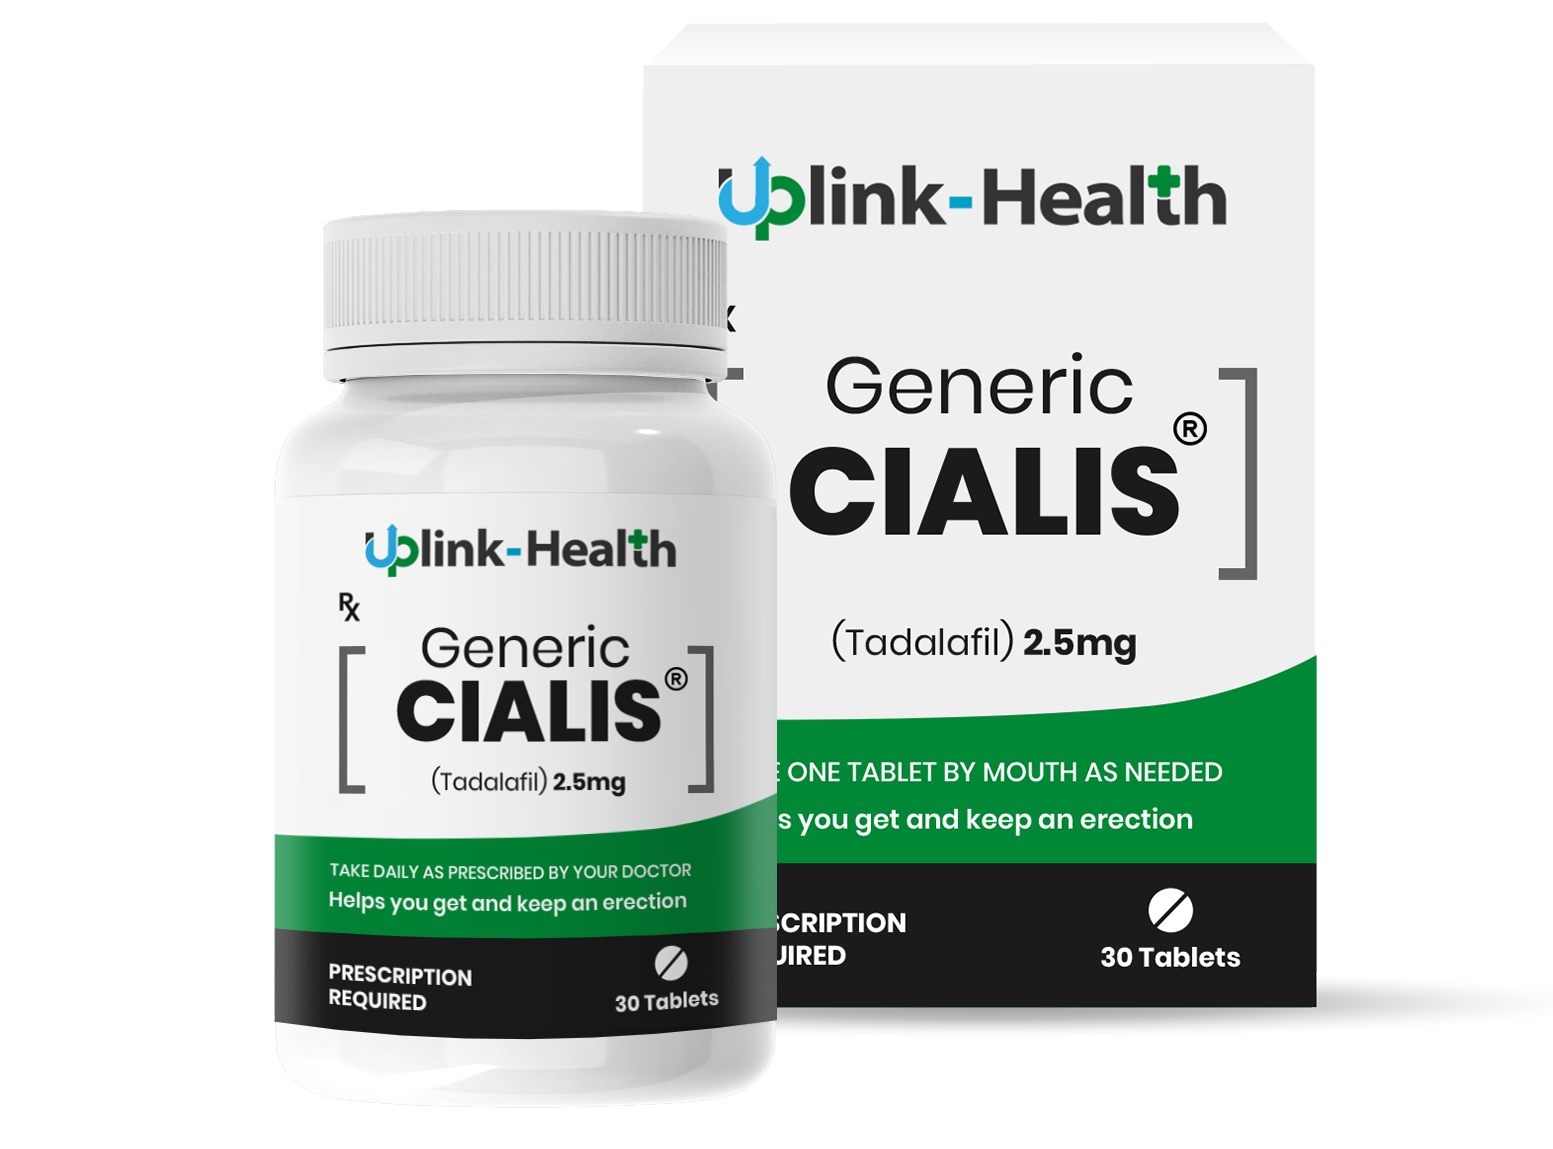 Uplink-Health
Rx
Generic
CIALIS®
(Tadalafil) 2.5mg
TAKE DAILY AS PRESCRIBED BY YOUR DOCTOR
Helps you get and keep an erection
PRESCRIPTION
REQUIRED
30 Tablets
Uplink-Health
x
Generic
CIALIS®
(Tadalafil) 2.5mg
ONE TABLET BY MOUTH AS NEEDED
s you get and keep an erection
SCRIPTION
UIRED
30 Tablets